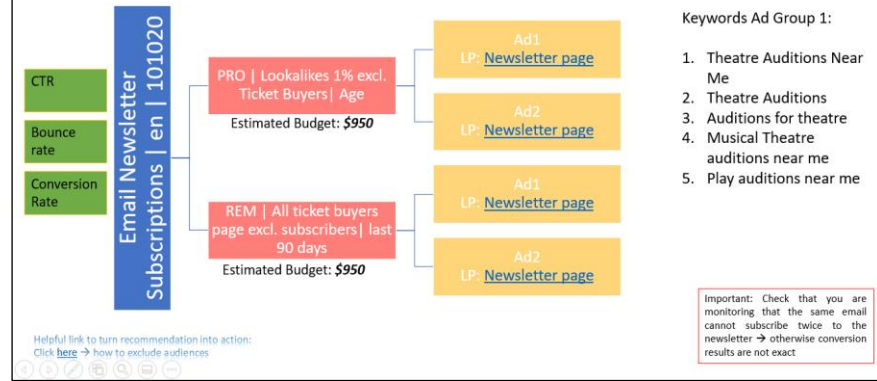 CTR
Bounce
rate
Conversion
Rate
Email Newsletter
Subscriptions | en | 101020
PRO | Lookalikes 1% excl.
Ticket Buyers| Age
Estimated Budget: $950
REM | All ticket buyers
page excl. subscribers| last
90 days
Estimated Budget: $950
Ad1
LP: Newsletter page
Ad2
LP: Newsletter page
Ad1
LP: Newsletter page
Ad2
LP: Newsletter page
Keywords Ad Group 1:
1. Theatre Auditions Near
Me
2. Theatre Auditions
3. Auditions for theatre
4. Musical Theatre
auditions near me
5. Play auditions near me
Important: Check that you are
monitoring that the same email
cannot subscribe twice to the
newsletter → otherwise conversion
results are not exact
Helpful link to turn recommendation into action:
Click here → how to exclude audiences